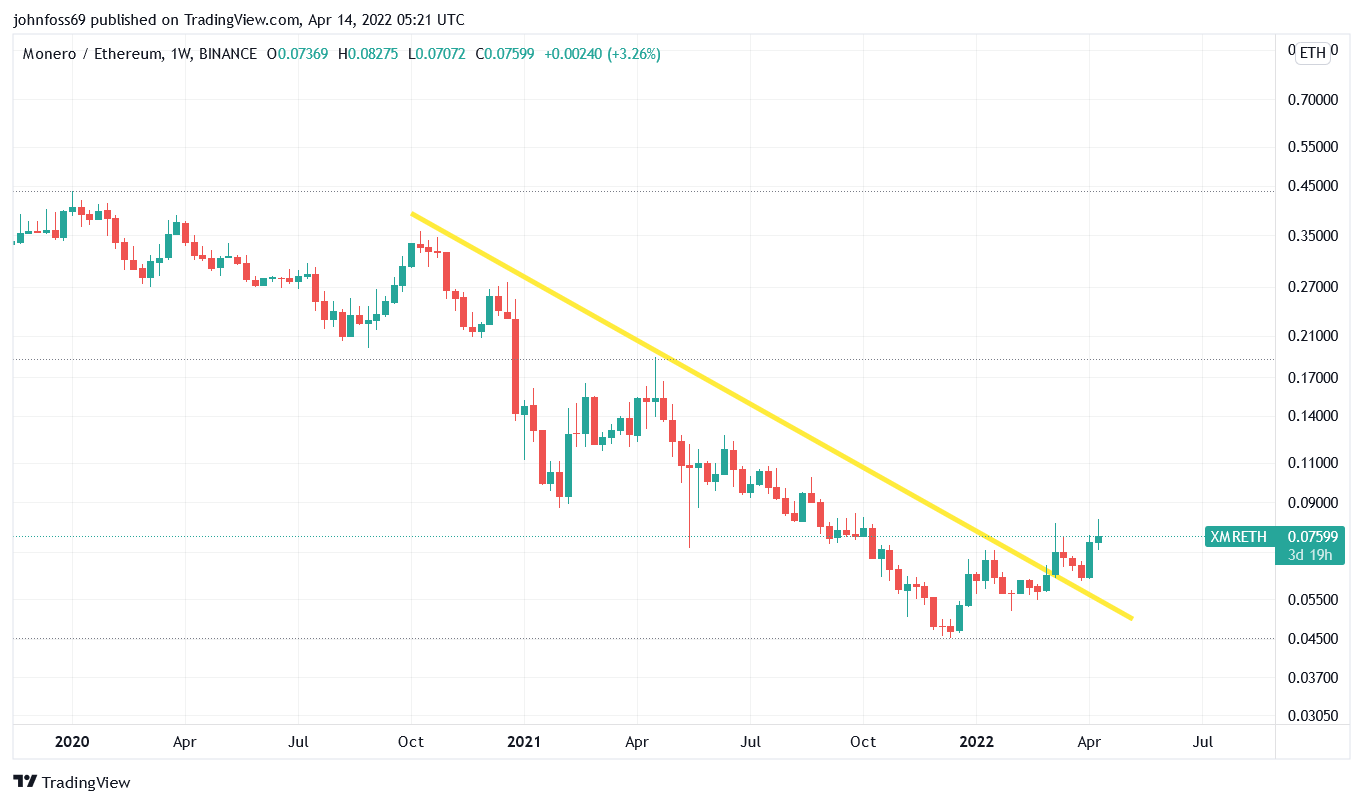 johnfoss69 published on TradingView.com, Apr 14, 2022 05:21 UTC
Monero / Ethereum, 1W, BINANCE O0.07369 H0.08275 L0.07072 C0.07599 +0.00240 (+3.26%)
ETH
0.70000
0.55000
0.45000
0.35000
0.27000
0.21000
0.17000
0.14000
0.11000
0.09000
XMRETH 0.07599
3d 19h
0.05500
0.04500
0.03700
0.03050
2020 Apr Jul Oct 2021 Apr Jul Oct 2022 Apr Jul
TradingView